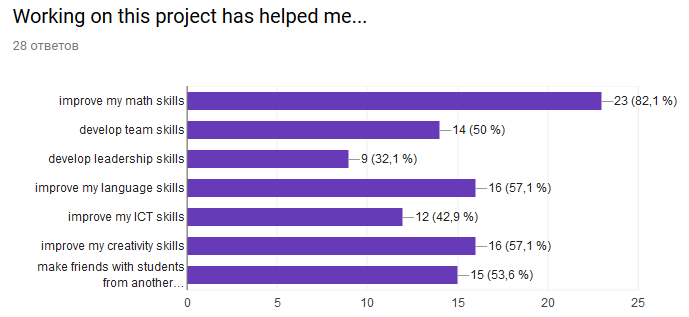 Working on this project has helped me...
28 ответов
improve my math skills
23 (82,1 %)
develop team skills
14 (50 %)
develop leadership skills
9 (32,1 %)
improve my language skills
16 (57,1 %)
improve my ICT skills
12 (42,9 %)
improve my creativity skills
16 (57,1 %)
make friends with students
from another...
15 (53,6 %)
0 5 10 15 20 25